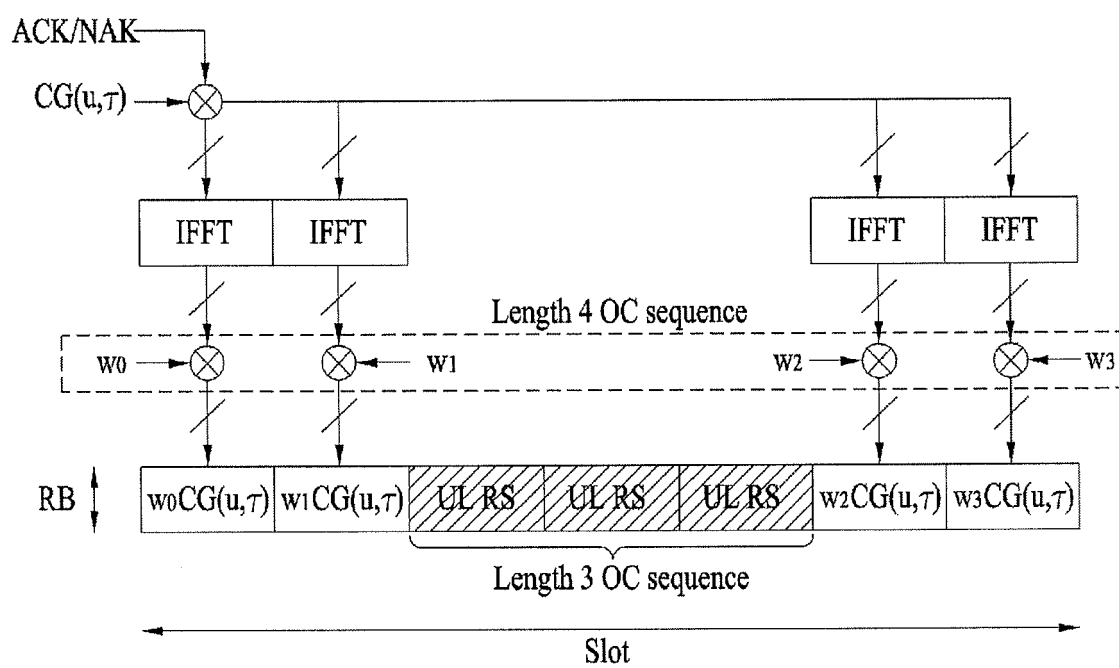 ACK/NAK
CG(u,τ)
IFFT IFFT IFFT IFFT
Length 4 OC sequence
W0 W1 W2 W3
RB
w0CG(u,τ) w1CG(u,τ) UL RS UL RS UL RS w2CG(u,τ) w3CG(u,τ)
Length 3 OC sequence
Slot